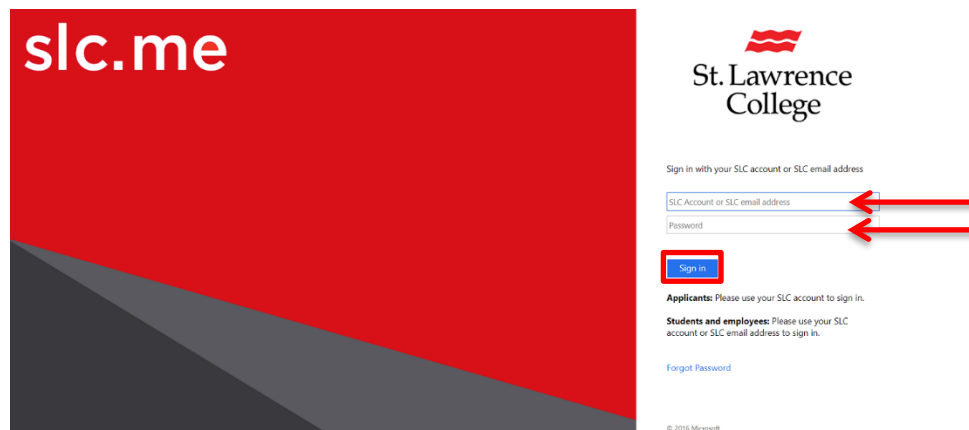 slc.me
St. Lawrence
College
Sign in with your SLC account or SLC email address
SLC Account or SLC email address
Password
Sign in
Applicants: Please use your SLC account to sign in.
Students and employees: Please use your SLC
account or SLC email address to sign in.
Forgot Password
© 2016 Microsoft